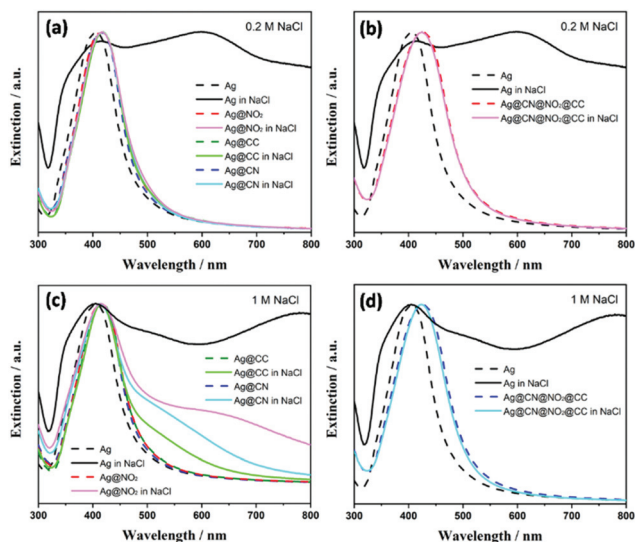 (a)
0.2 M NaCl
Extinction / a.u.
Ag
Ag in NaCl
Ag@NO₂
Ag@NO₂ in NaCl
Ag@CC
Ag@CC in NaCl
Ag@CN
Ag@CN in NaCl
300 400 500 600 700 800
Wavelength / nm
(b)
0.2 M NaCl
Extinction / a.u.
Ag
Ag in NaCl
Ag@CN@NO₂@CC
Ag@CN@NO₂@CC in NaCl
300 400 500 600 700 800
Wavelength / nm
(c)
1 M NaCl
Extinction / a.u.
Ag@CC
Ag@CC in NaCl
Ag@CN
Ag@CN in NaCl
Ag
Ag in NaCl
Ag@NO₂
Ag@NO₂ in NaCl
300 400 500 600 700 800
Wavelength / nm
(d)
1 M NaCl
Extinction / a.u.
Ag
Ag in NaCl
Ag@CN@NO₂@CC
Ag@CN@NO₂@CC in NaCl
300 400 500 600 700 800
Wavelength / nm